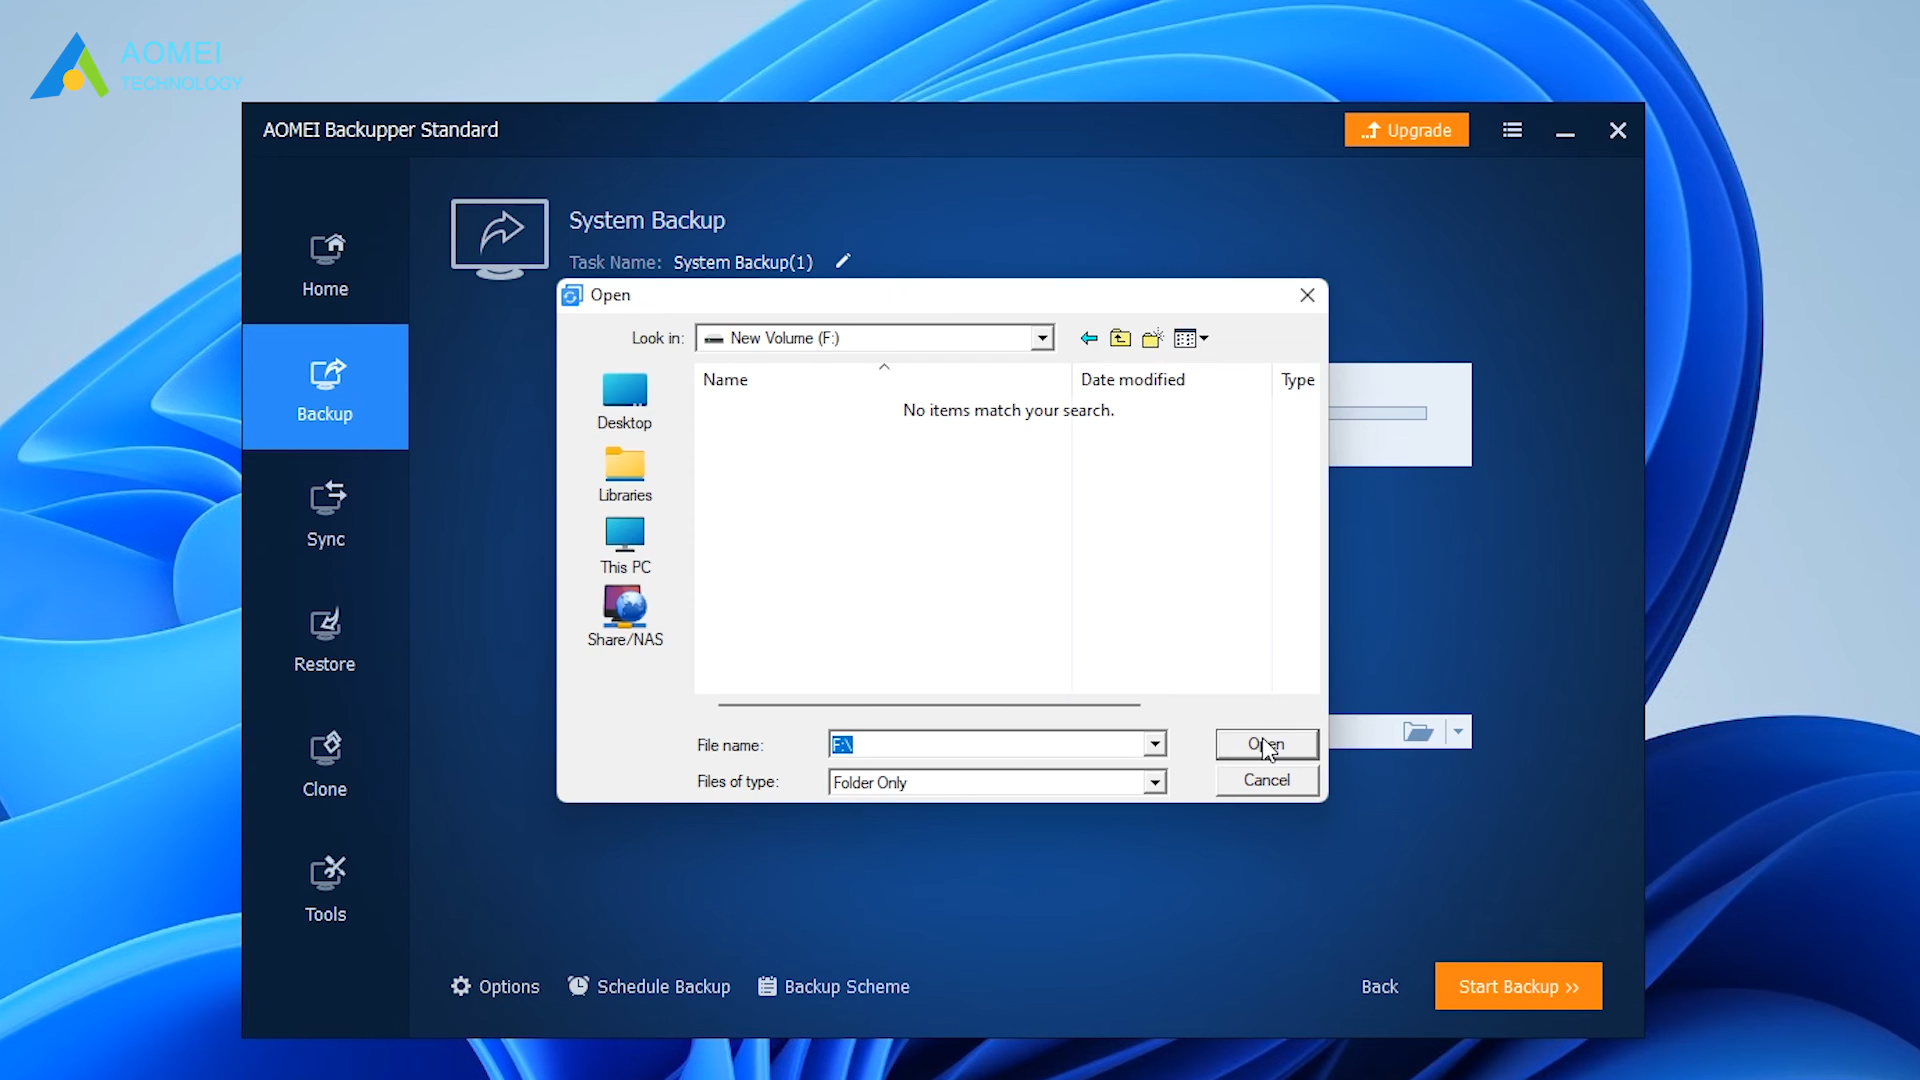 AOMEI
TECHNOLOGY
AOMEI Backupper Standard
Upgrade
System Backup
Task Name: System Backup(1)
Home
Backup
Sync
Restore
Clone
Tools
Open
Look in: New Volume (F:)
Name Date modified Type
No items match your search.
Desktop
Libraries
This PC
Share/NAS
File name: F:\
Open
Files of type: Folder Only
Cancel
Options Schedule Backup Backup Scheme
Back
Start Backup >>